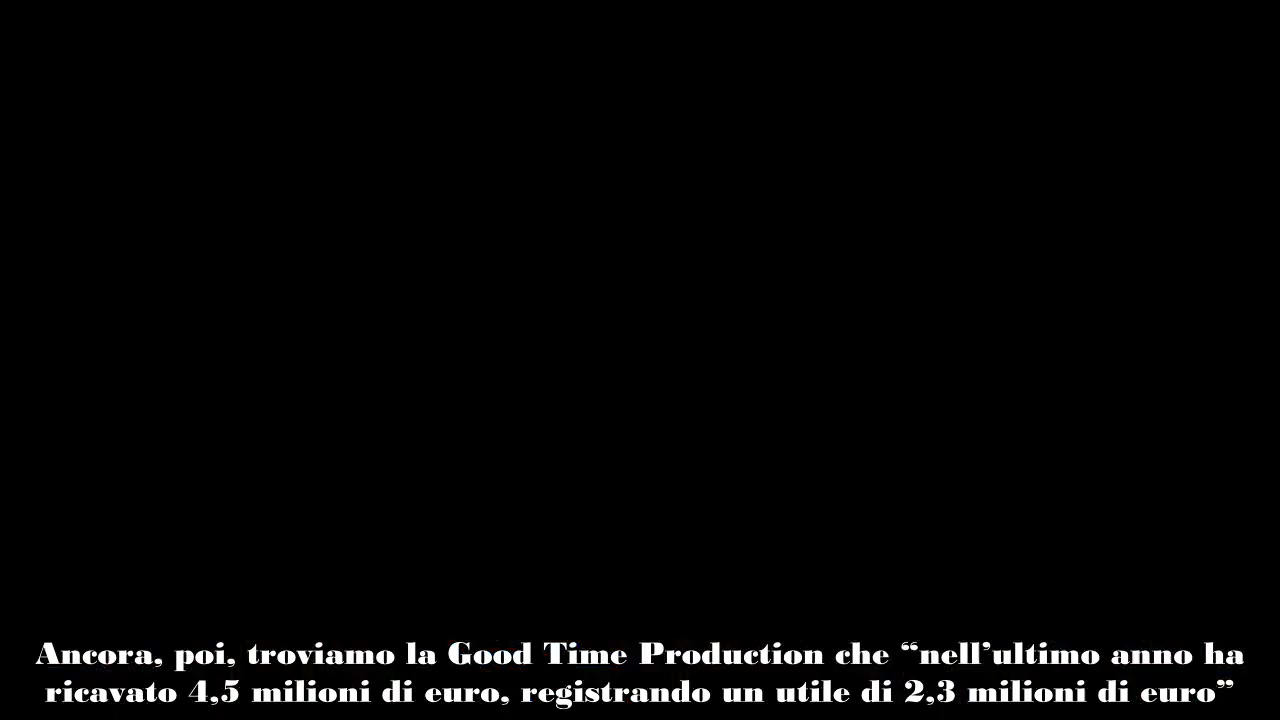 Ancora, poi, troviamo la Good Time Production che “nell’ultimo anno ha
ricavato 4,5 milioni di euro, registrando un utile di 2,3 milioni di euro”